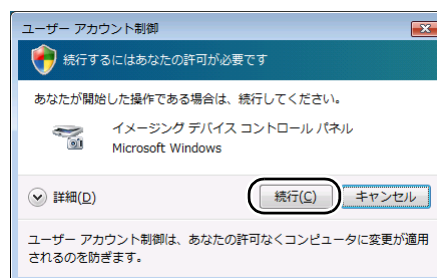 ユーザー アカウント制御
続行するにはあなたの許可が必要です
あなたが開始した操作である場合は、続行してください。
イメージング デバイス コントロール パネル
Microsoft Windows
詳細(D)
続行(C)
キャンセル
ユーザー アカウント制御は、あなたの許可なくコンピュータに変更が適用
されるのを防ぎます。